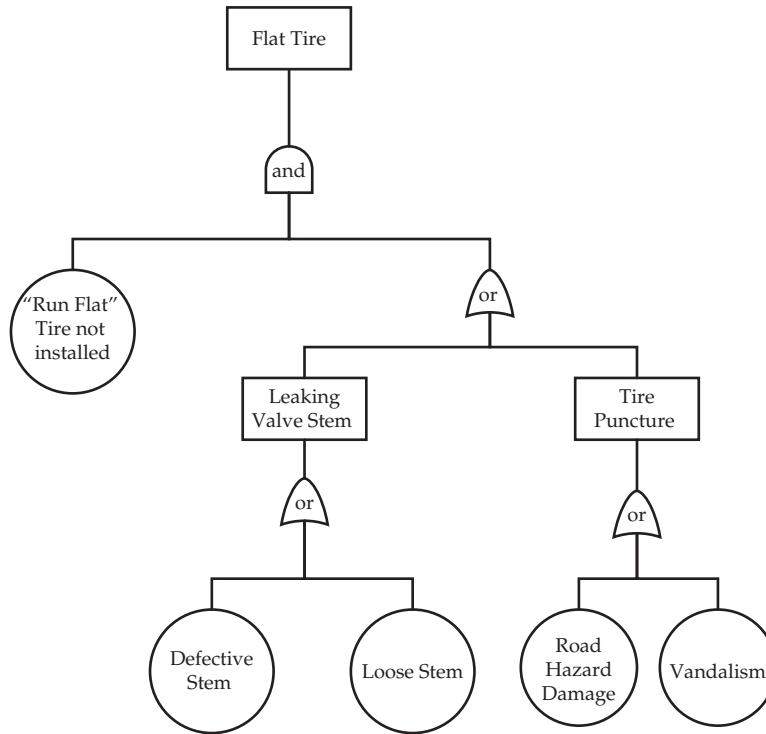 Flat Tire
and
“Run Flat”
Tire not
installed
or
Leaking
Valve Stem
Tire
Puncture
or
or
Defective
Stem
Loose Stem
Road
Hazard
Damage
Vandalism